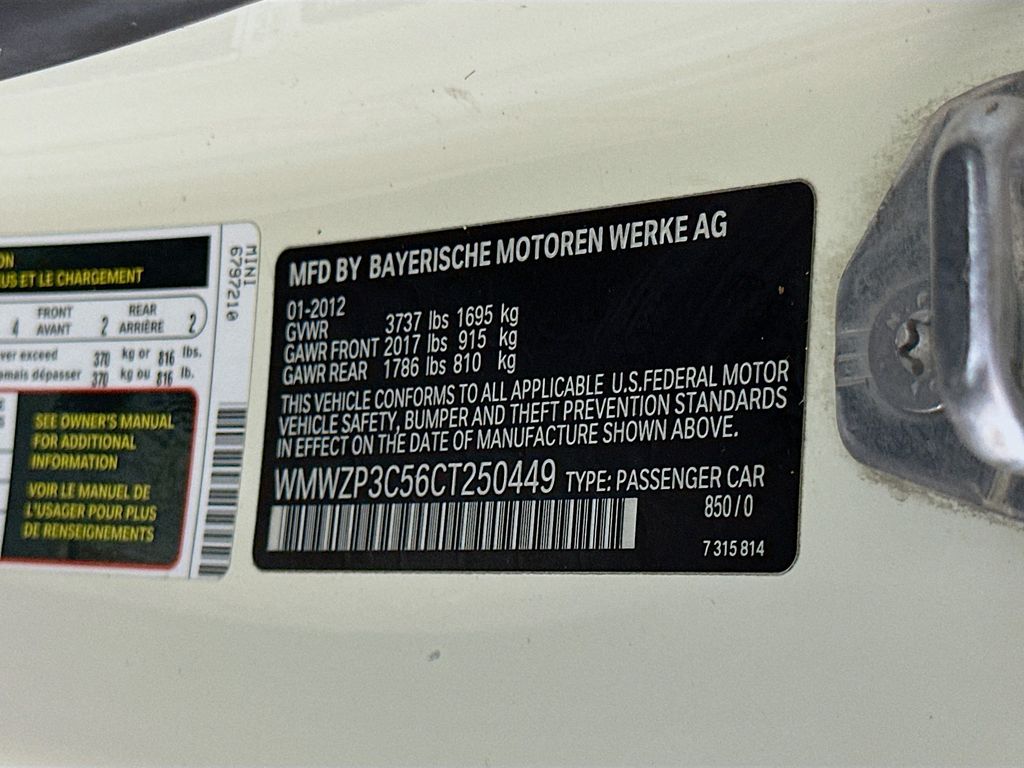 ON
US ET LE CHARGEMENT
4 FRONT AVANT 2 REAR ARRIÈRE 2
ver exceed 370 kg or 816 lbs.
amais dépasser 370 kg ou 816 lb.
SEE OWNER'S MANUAL
FOR ADDITIONAL
INFORMATION
VOIR LE MANUEL DE
L'USAGER POUR PLUS
DE RENSEIGNEMENTS
MINI
6797210
MFD BY BAYERISCHE MOTOREN WERKE AG
01-2012
GVWR 3737 lbs 1695 kg
GAWR FRONT 2017 lbs 915 kg
GAWR REAR 1786 lbs 810 kg
THIS VEHICLE CONFORMS TO ALL APPLICABLE U.S.FEDERAL MOTOR
VEHICLE SAFETY, BUMPER AND THEFT PREVENTION STANDARDS
IN EFFECT ON THE DATE OF MANUFACTURE SHOWN ABOVE.
WMWZP3C56CT250449 TYPE: PASSENGER CAR
850/0
7 315 814